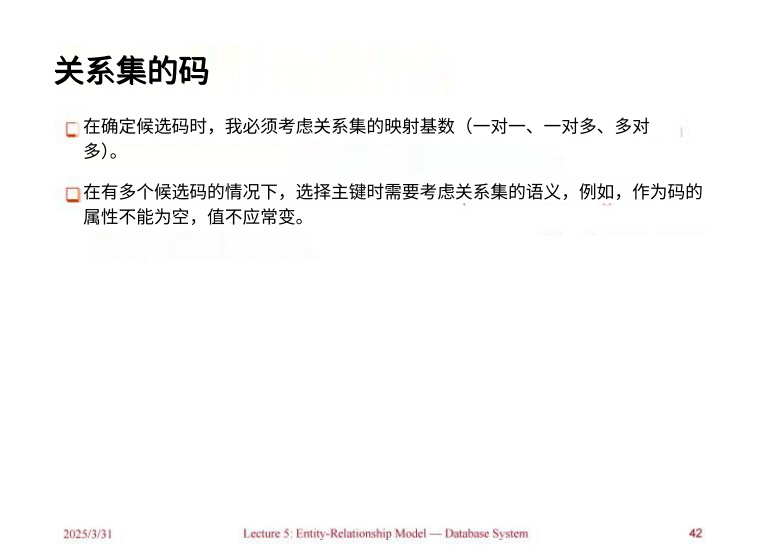 关系集的码
在确定候选码时，我必须考虑关系集的映射基数（一对一、一对多、多对
多）。
在有多个候选码的情况下，选择主键时需要考虑关系集的语义，例如，作为码的
属性不能为空，值不应常变。
2025/3/31
Lecture 5: Entity-Relationship Model — Database System
42